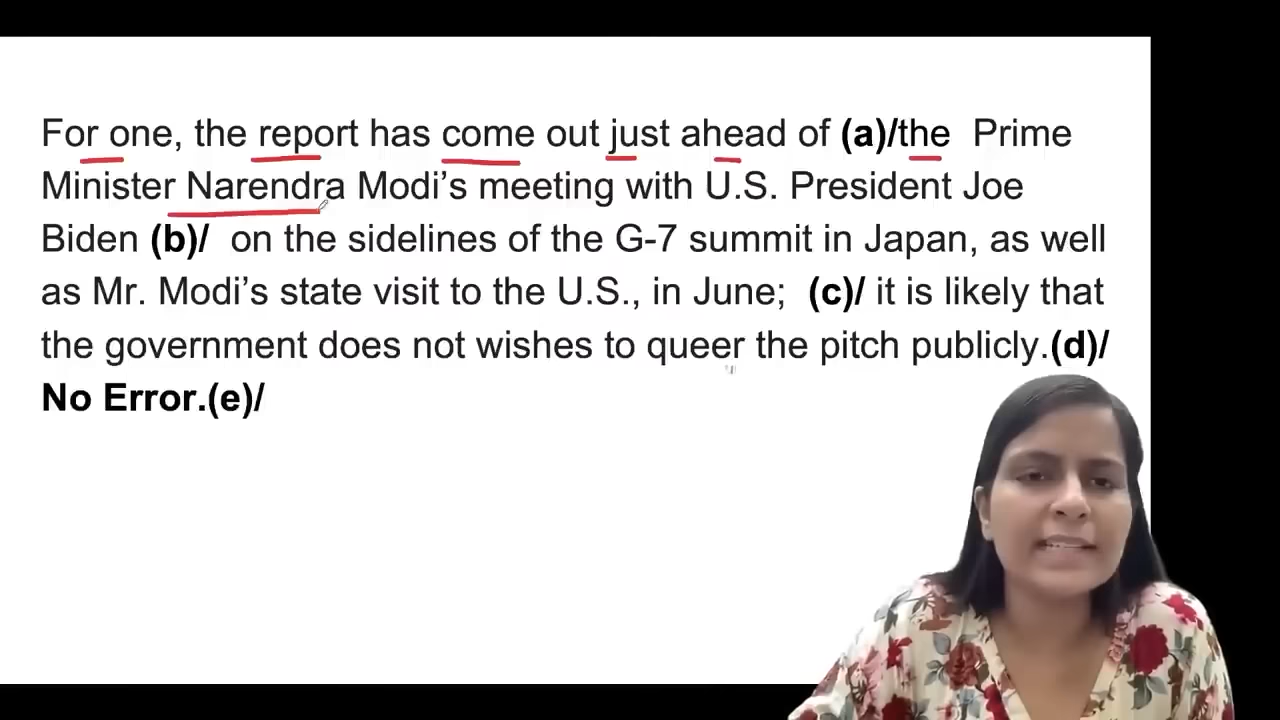 For one, the report has come out just ahead of (a)/the Prime
Minister Narendra Modi’s meeting with U.S. President Joe
Biden (b)/ on the sidelines of the G-7 summit in Japan, as well
as Mr. Modi’s state visit to the U.S., in June; (c)/ it is likely that
the government does not wishes to queer the pitch publicly.(d)/
No Error.(e)/